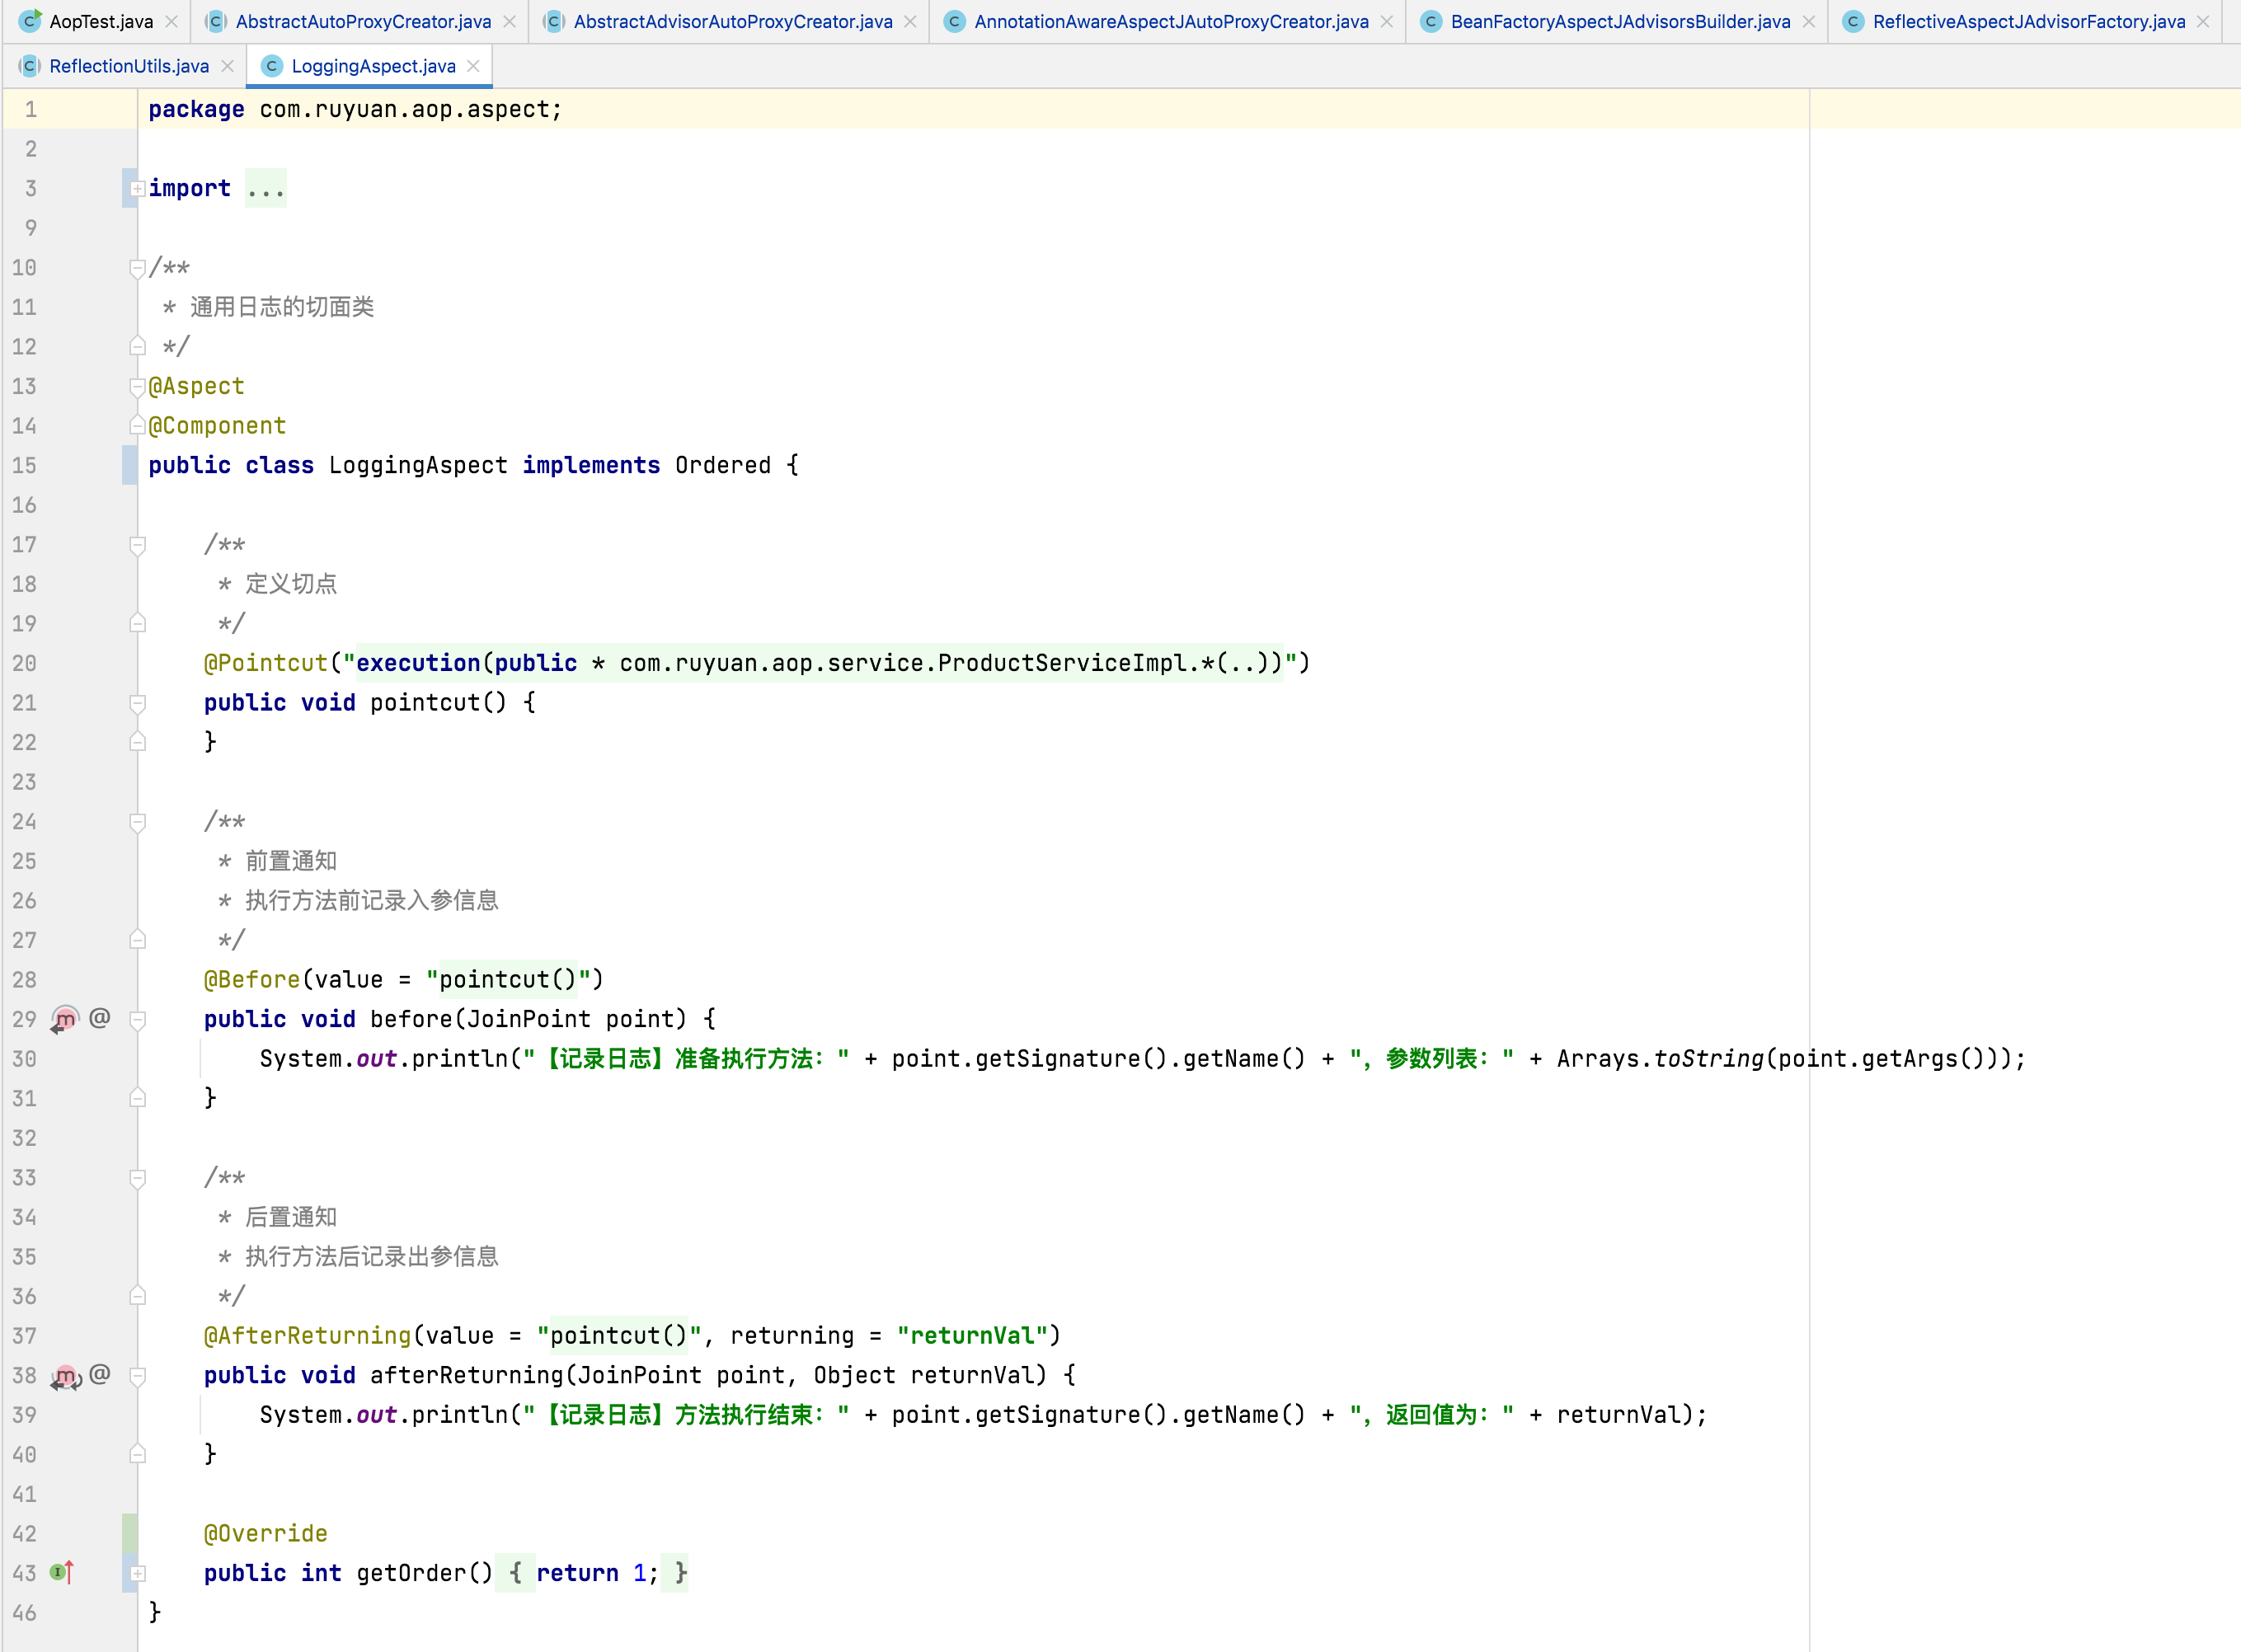 AopTest.java AbstractAutoProxyCreator.java AbstractAdvisorAutoProxyCreator.java AnnotationAwareAspectJAutoProxyCreator.java BeanFactoryAspectJAdvisorsBuilder.java ReflectiveAspectJAdvisorFactory.java
ReflectionUtils.java LoggingAspect.java
1 package com.ruyuan.aop.aspect;
2
3 import ...
9
10 /**
11 * 通用日志的切面类
12 */
13 @Aspect
14 @Component
15 public class LoggingAspect implements Ordered {
16
17 /**
18 * 定义切点
19 */
20 @Pointcut("execution(public * com.ruyuan.aop.service.ProductServiceImpl.*(..))")
21 public void pointcut() {
22 }
23
24 /**
25 * 前置通知
26 * 执行方法前记录入参信息
27 */
28 @Before(value = "pointcut()")
29 public void before(JoinPoint point) {
30 System.out.println("【记录日志】准备执行方法：" + point.getSignature().getName() + "，参数列表：" + Arrays.toString(point.getArgs()));
31 }
32
33 /**
34 * 后置通知
35 * 执行方法后记录出参信息
36 */
37 @AfterReturning(value = "pointcut()", returning = "returnVal")
38 public void afterReturning(JoinPoint point, Object returnVal) {
39 System.out.println("【记录日志】方法执行结束：" + point.getSignature().getName() + "，返回值为：" + returnVal);
40 }
41
42 @Override
43 public int getOrder() { return 1; }
46 }